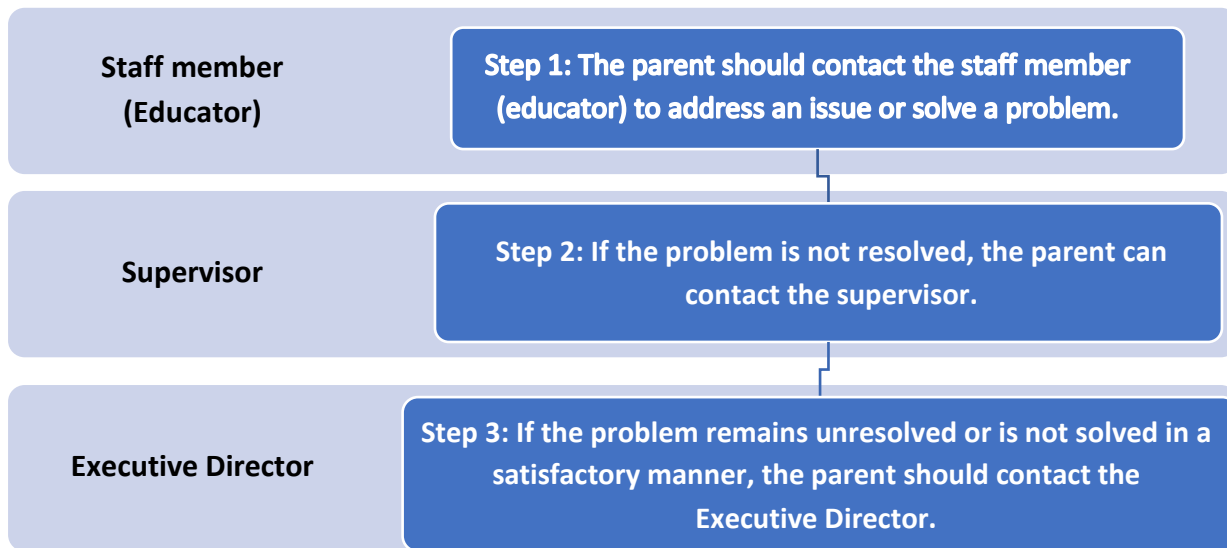 Staff member
(Educator)
Step 1: The parent should contact the staff member
(educator) to address an issue or solve a problem.
Supervisor
Step 2: If the problem is not resolved, the parent can
contact the supervisor.
Executive Director
Step 3: If the problem remains unresolved or is not solved in a
satisfactory manner, the parent should contact the
Executive Director.